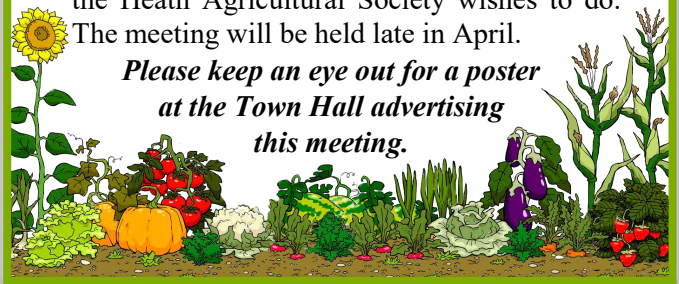 the Heath Agricultural Society wishes to do.
The meeting will be held late in April.
Please keep an eye out for a poster
at the Town Hall advertising
this meeting.